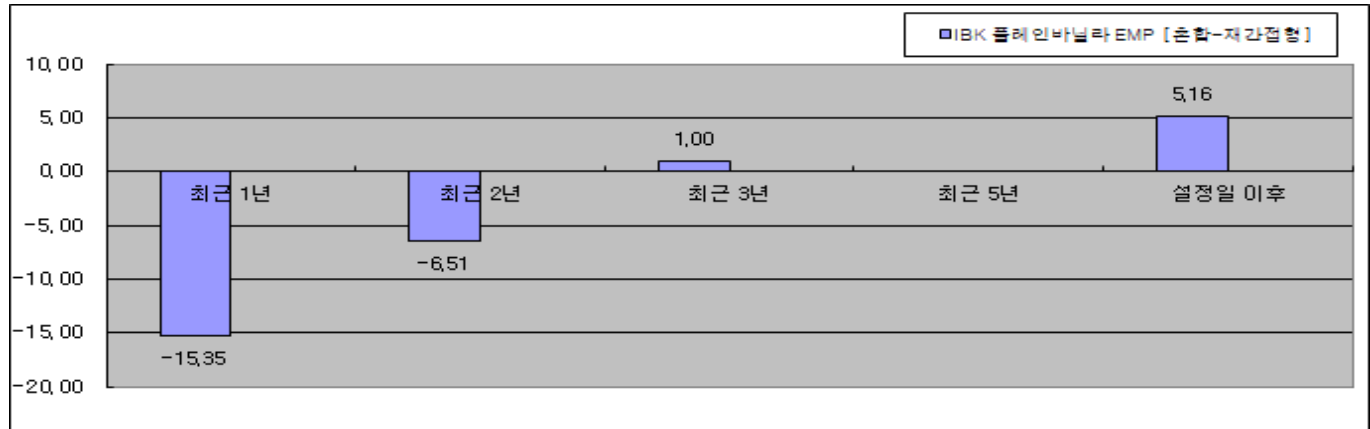 IBK 플레인바닐라 EMP [혼합-재간접형]
10,00
5,00
0,00
-5,00
-10,00
-15,00
-20,00
최근 1년
최근 2년
최근 3년
최근 5년
설정일 이후
-15,35
-6,51
1,00
5,16